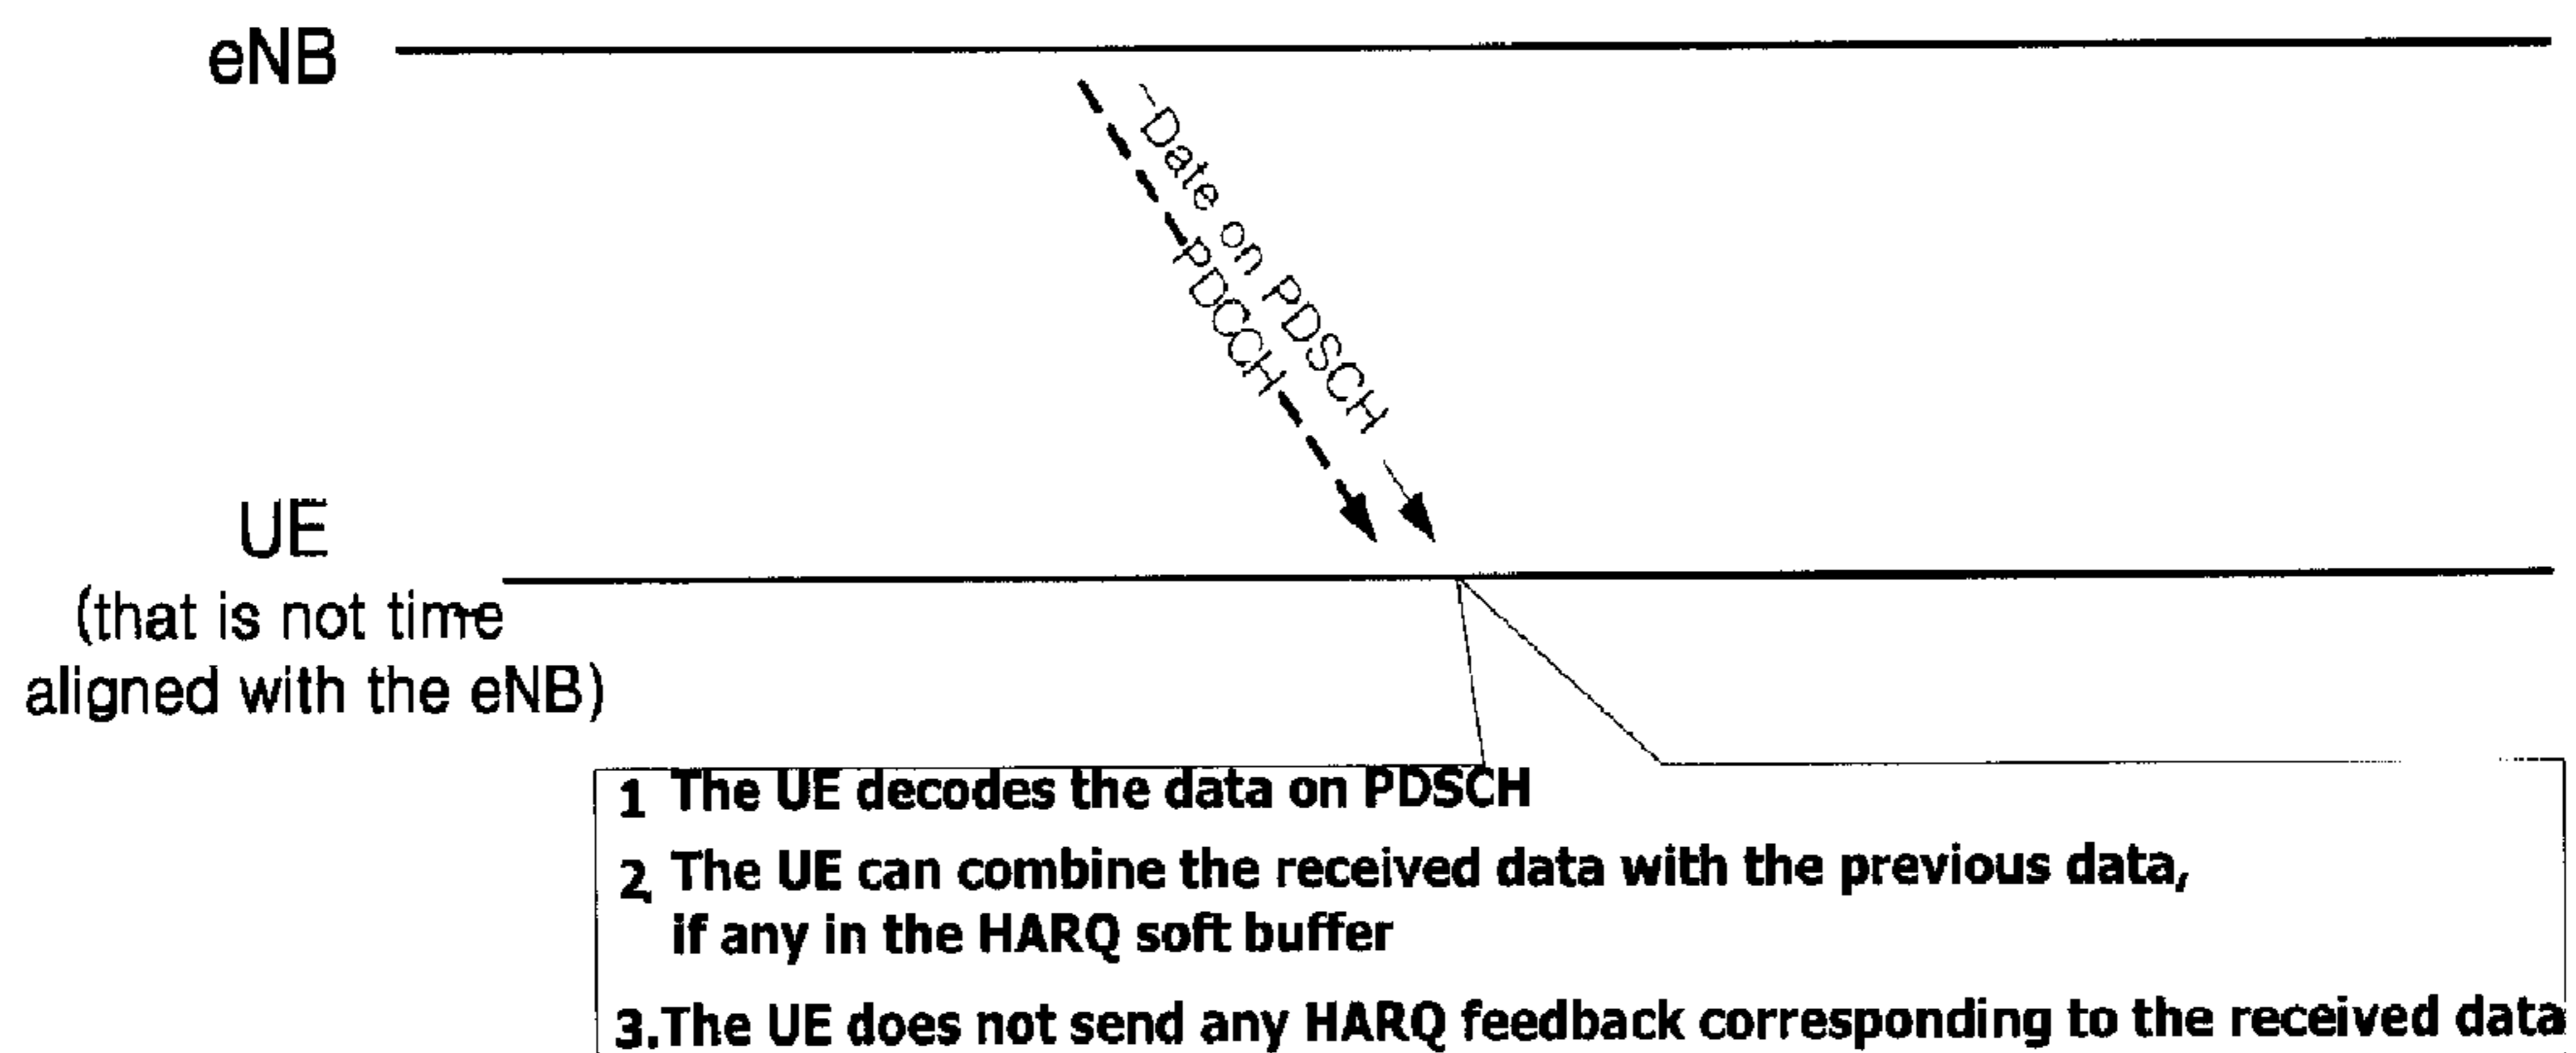 eNB
Date on PDSCH
PDCCH
UE
(that is not time
aligned with the eNB)
1 The UE decodes the data on PDSCH
2 The UE can combine the received data with the previous data,
if any in the HARQ soft buffer
3.The UE does not send any HARQ feedback corresponding to the received data